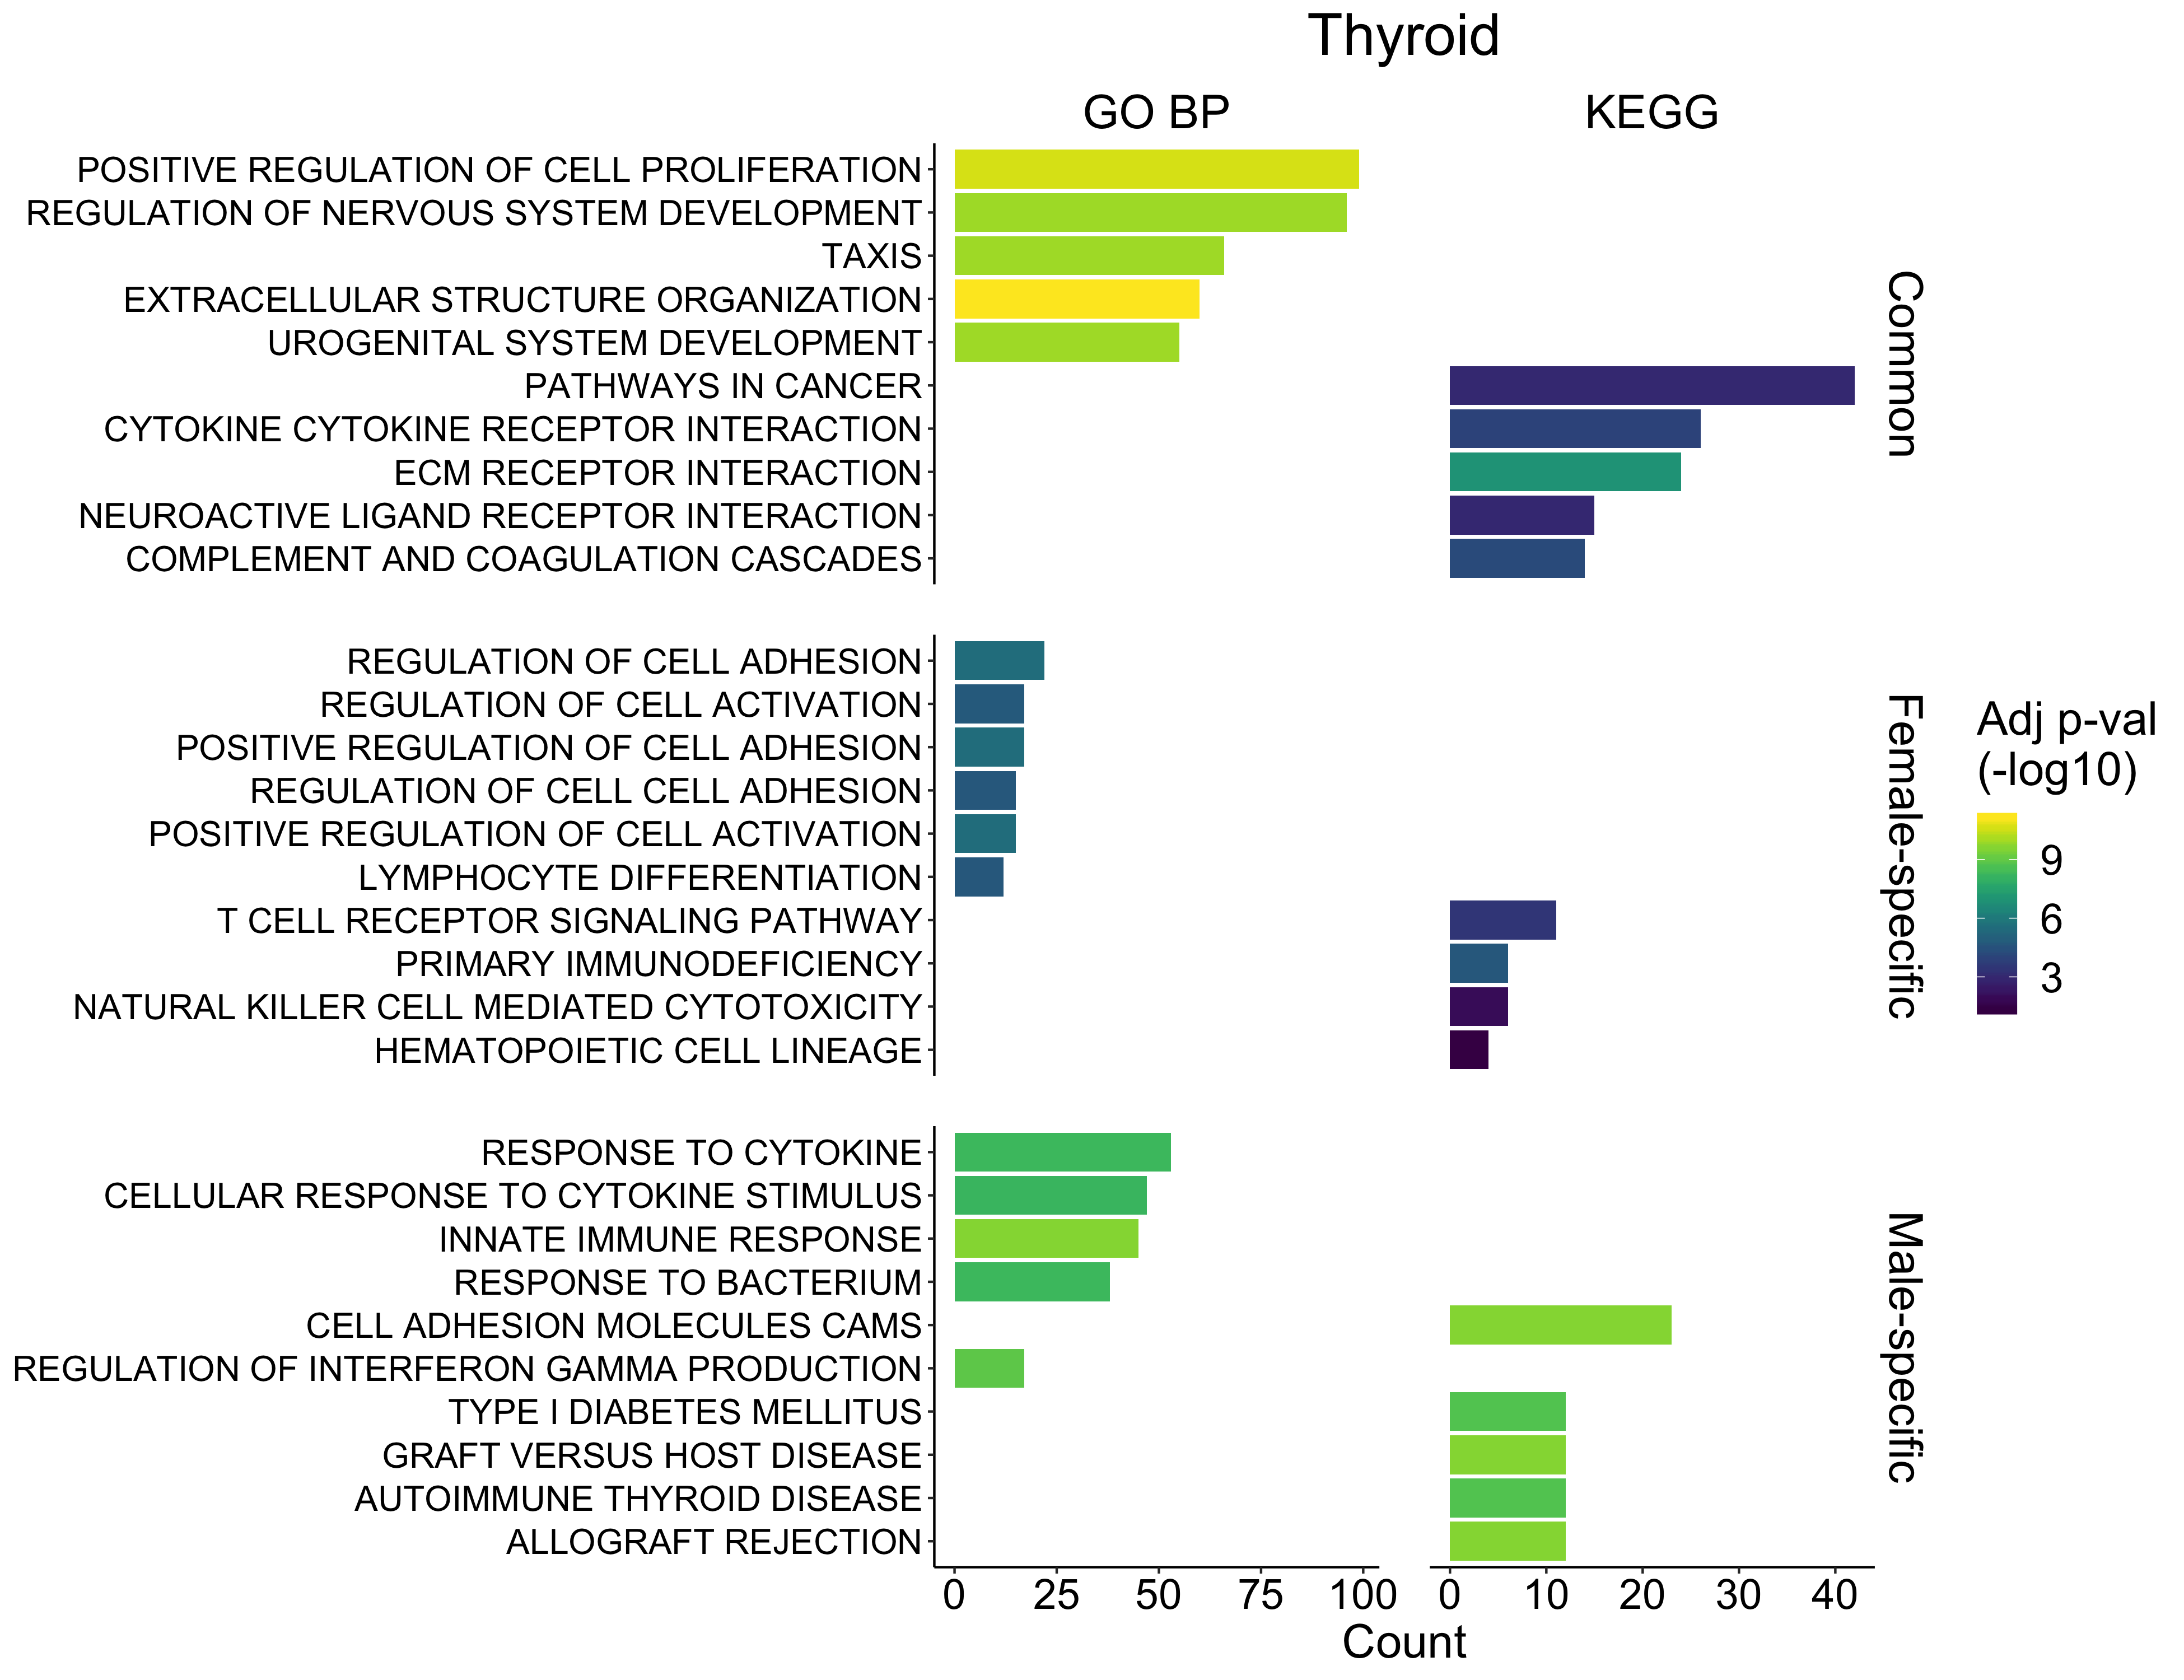 Thyroid
GO BP
KEGG
POSITIVE REGULATION OF CELL PROLIFERATION
REGULATION OF NERVOUS SYSTEM DEVELOPMENT
TAXIS
EXTRACELLULAR STRUCTURE ORGANIZATION
UROGENITAL SYSTEM DEVELOPMENT
PATHWAYS IN CANCER
CYTOKINE CYTOKINE RECEPTOR INTERACTION
ECM RECEPTOR INTERACTION
NEUROACTIVE LIGAND RECEPTOR INTERACTION
COMPLEMENT AND COAGULATION CASCADES
Common
REGULATION OF CELL ADHESION
REGULATION OF CELL ACTIVATION
POSITIVE REGULATION OF CELL ADHESION
REGULATION OF CELL CELL ADHESION
POSITIVE REGULATION OF CELL ACTIVATION
LYMPHOCYTE DIFFERENTIATION
T CELL RECEPTOR SIGNALING PATHWAY
PRIMARY IMMUNODEFICIENCY
NATURAL KILLER CELL MEDIATED CYTOTOXICITY
HEMATOPOIETIC CELL LINEAGE
Female-specific
RESPONSE TO CYTOKINE
CELLULAR RESPONSE TO CYTOKINE STIMULUS
INNATE IMMUNE RESPONSE
RESPONSE TO BACTERIUM
CELL ADHESION MOLECULES CAMS
REGULATION OF INTERFERON GAMMA PRODUCTION
TYPE I DIABETES MELLITUS
GRAFT VERSUS HOST DISEASE
AUTOIMMUNE THYROID DISEASE
ALLOGRAFT REJECTION
Male-specific
0 25 50 75 100
0 10 20 30 40
Count
Adj p-val
(-log10)
9
6
3